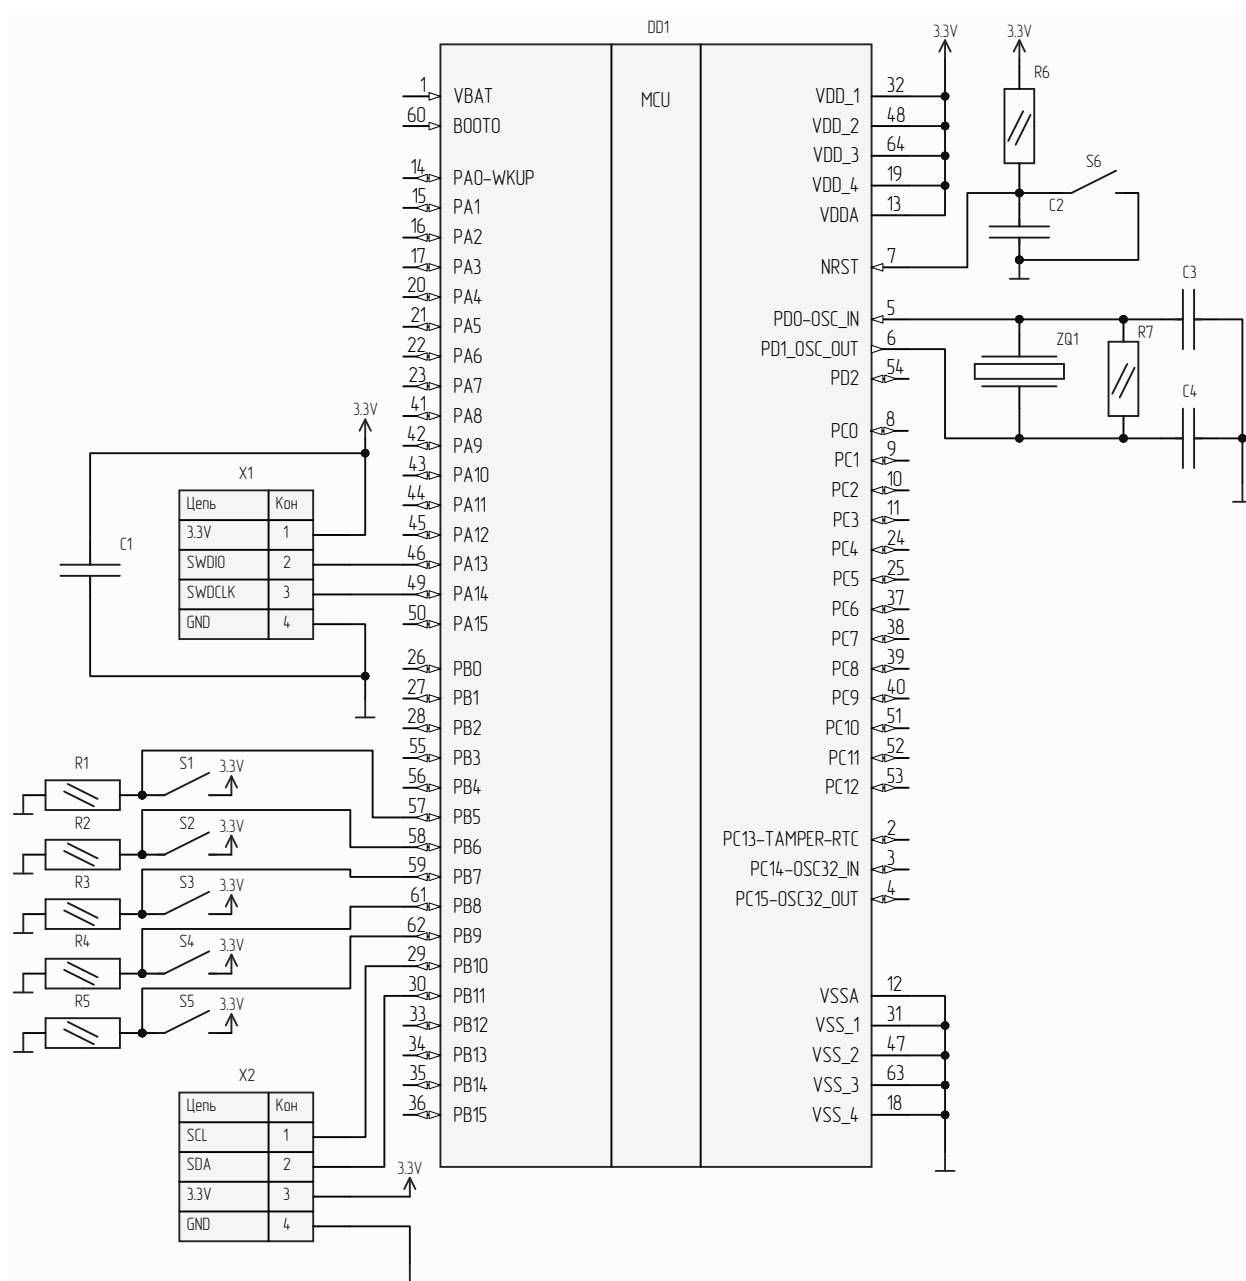 DD1
MCU
1 VBAT
60 BOOT0
14 PA0-WKUP
15 PA1
16 PA2
17 PA3
20 PA4
21 PA5
22 PA6
23 PA7
41 PA8
42 PA9
43 PA10
44 PA11
45 PA12
46 PA13
49 PA14
50 PA15
26 PB0
27 PB1
28 PB2
55 PB3
56 PB4
57 PB5
58 PB6
59 PB7
61 PB8
62 PB9
29 PB10
30 PB11
33 PB12
34 PB13
35 PB14
36 PB15
VDD_1 32
VDD_2 48
VDD_3 64
VDD_4 19
VDDA 13
NRST 7
PD0-OSC_IN 5
PD1_OSC_OUT 6
PD2 54
PC0 8
PC1 9
PC2 10
PC3 11
PC4 24
PC5 25
PC6 37
PC7 38
PC8 39
PC9 40
PC10 51
PC11 52
PC12 53
PC13-TAMPER-RTC 2
PC14-OSC32_IN 3
PC15-OSC32_OUT 4
VSSA 12
VSS_1 31
VSS_2 47
VSS_3 63
VSS_4 18
3.3V
3.3V
R6
S6
C2
C3
ZQ1
R7
C4
3.3V
C1
X1
Цепь Кон
3.3V 1
SWDIO 2
SWDCLK 3
GND 4
R1 S1 3.3V
R2 S2 3.3V
R3 S3 3.3V
R4 S4 3.3V
R5 S5 3.3V
X2
Цепь Кон
SCL 1
SDA 2
3.3V 3
GND 4
3.3V